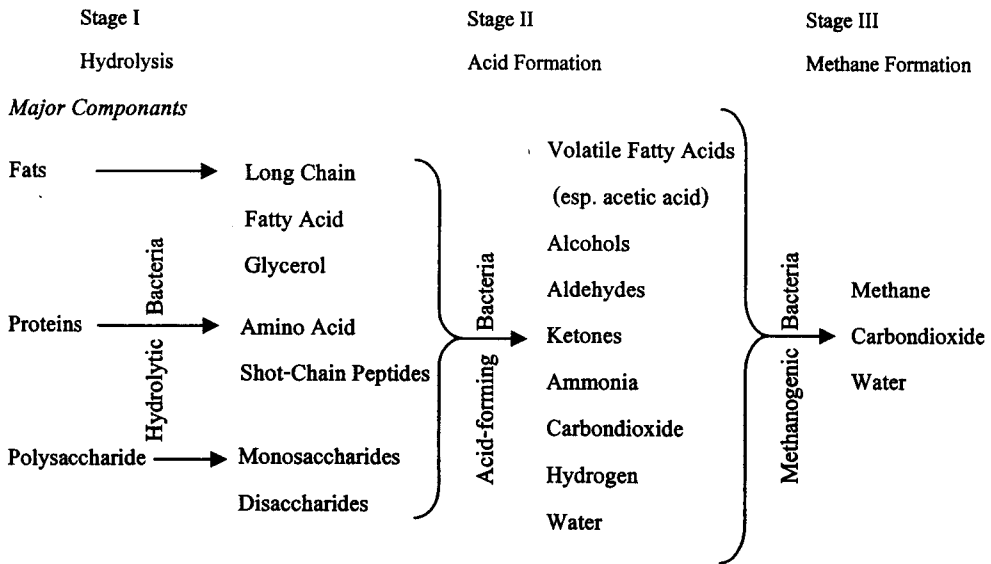 Stage I
Hydrolysis
Stage II
Acid Formation
Stage III
Methane Formation
Major Componants
Fats
Proteins
Polysaccharide
Hydrolytic Bacteria
Long Chain
Fatty Acid
Glycerol
Amino Acid
Shot-Chain Peptides
Monosaccharides
Disaccharides
Acid-forming Bacteria
Volatile Fatty Acids
(esp. acetic acid)
Alcohols
Aldehydes
Ketones
Ammonia
Carbondioxide
Hydrogen
Water
Methanogenic Bacteria
Methane
Carbondioxide
Water